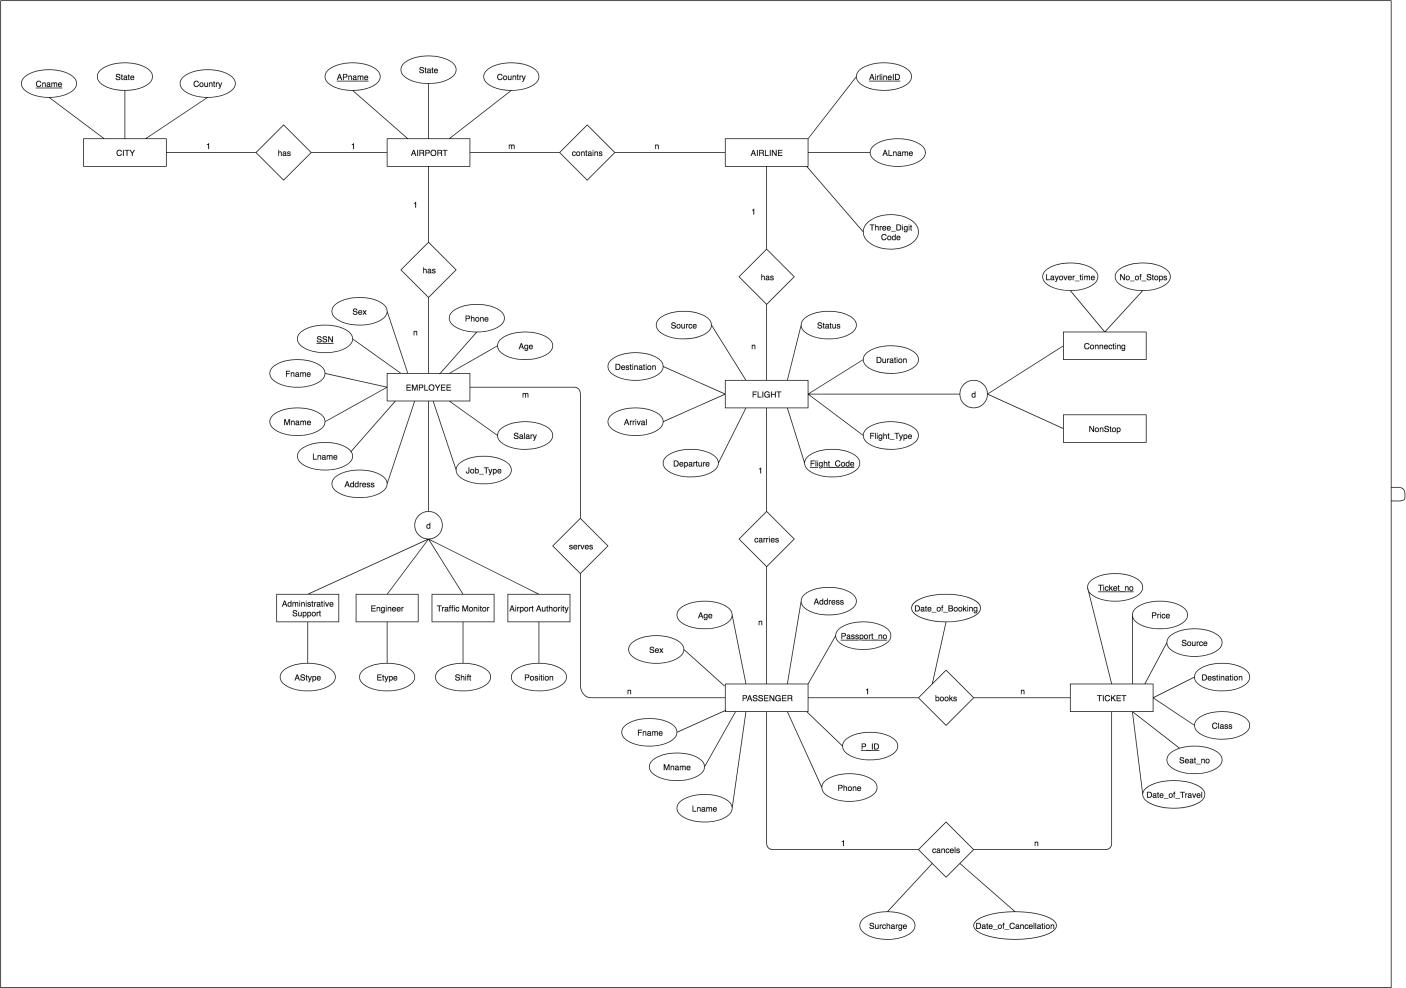 Cname
State
Country
APname
State
Country
AirlineID
CITY
1
has
1
AIRPORT
m
contains
n
AIRLINE
ALname
1
1
Three_Digit
Code
has
has
Layover_time
No_of_Stops
Sex
Phone
SSN
n
Age
Source
Status
n
Connecting
Fname
Destination
Duration
EMPLOYEE
m
FLIGHT
d
Mname
Arrival
NonStop
Lname
Salary
Flight_Type
Address
Job_Type
Departure
1
Flight_Code
d
serves
carries
Administrative
Support
Engineer
Traffic Monitor
Airport Authority
AStype
Etype
Shift
Position
Age
Address
Date_of_Booking
Ticket_no
n
Price
Sex
Passport_no
Source
Destination
n
PASSENGER
1
books
n
TICKET
Fname
P_ID
Class
Mname
Phone
Seat_no
Lname
Date_of_Travel
1
cancels
n
Surcharge
Date_of_Cancellation